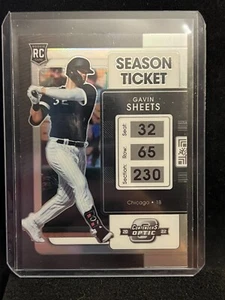 RC
SEASON
TICKET
GAVIN
SHEETS
Seat:
32
Row:
65
Section:
230
Chicago • 1B
CONTENDERS
OPTIC